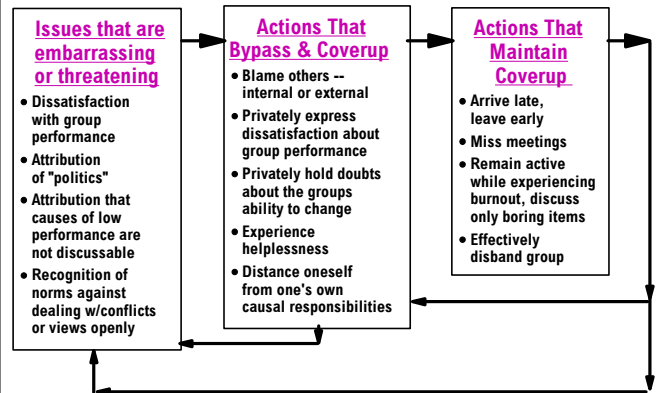 Issues that are
embarrassing
or threatening
• Dissatisfaction
with group
performance
• Attribution
of "politics"
• Attribution that
causes of low
performance are
not discussable
• Recognition of
norms against
dealing w/conflicts
or views openly
Actions That
Bypass & Coverup
• Blame others --
internal or external
• Privately express
dissatisfaction about
group performance
• Privately hold doubts
about the groups
ability to change
• Experience
helplessness
• Distance oneself
from one's own
causal responsibilities
Actions That
Maintain
Coverup
• Arrive late,
leave early
• Miss meetings
• Remain active
while experiencing
burnout, discuss
only boring items
• Effectively
disband group